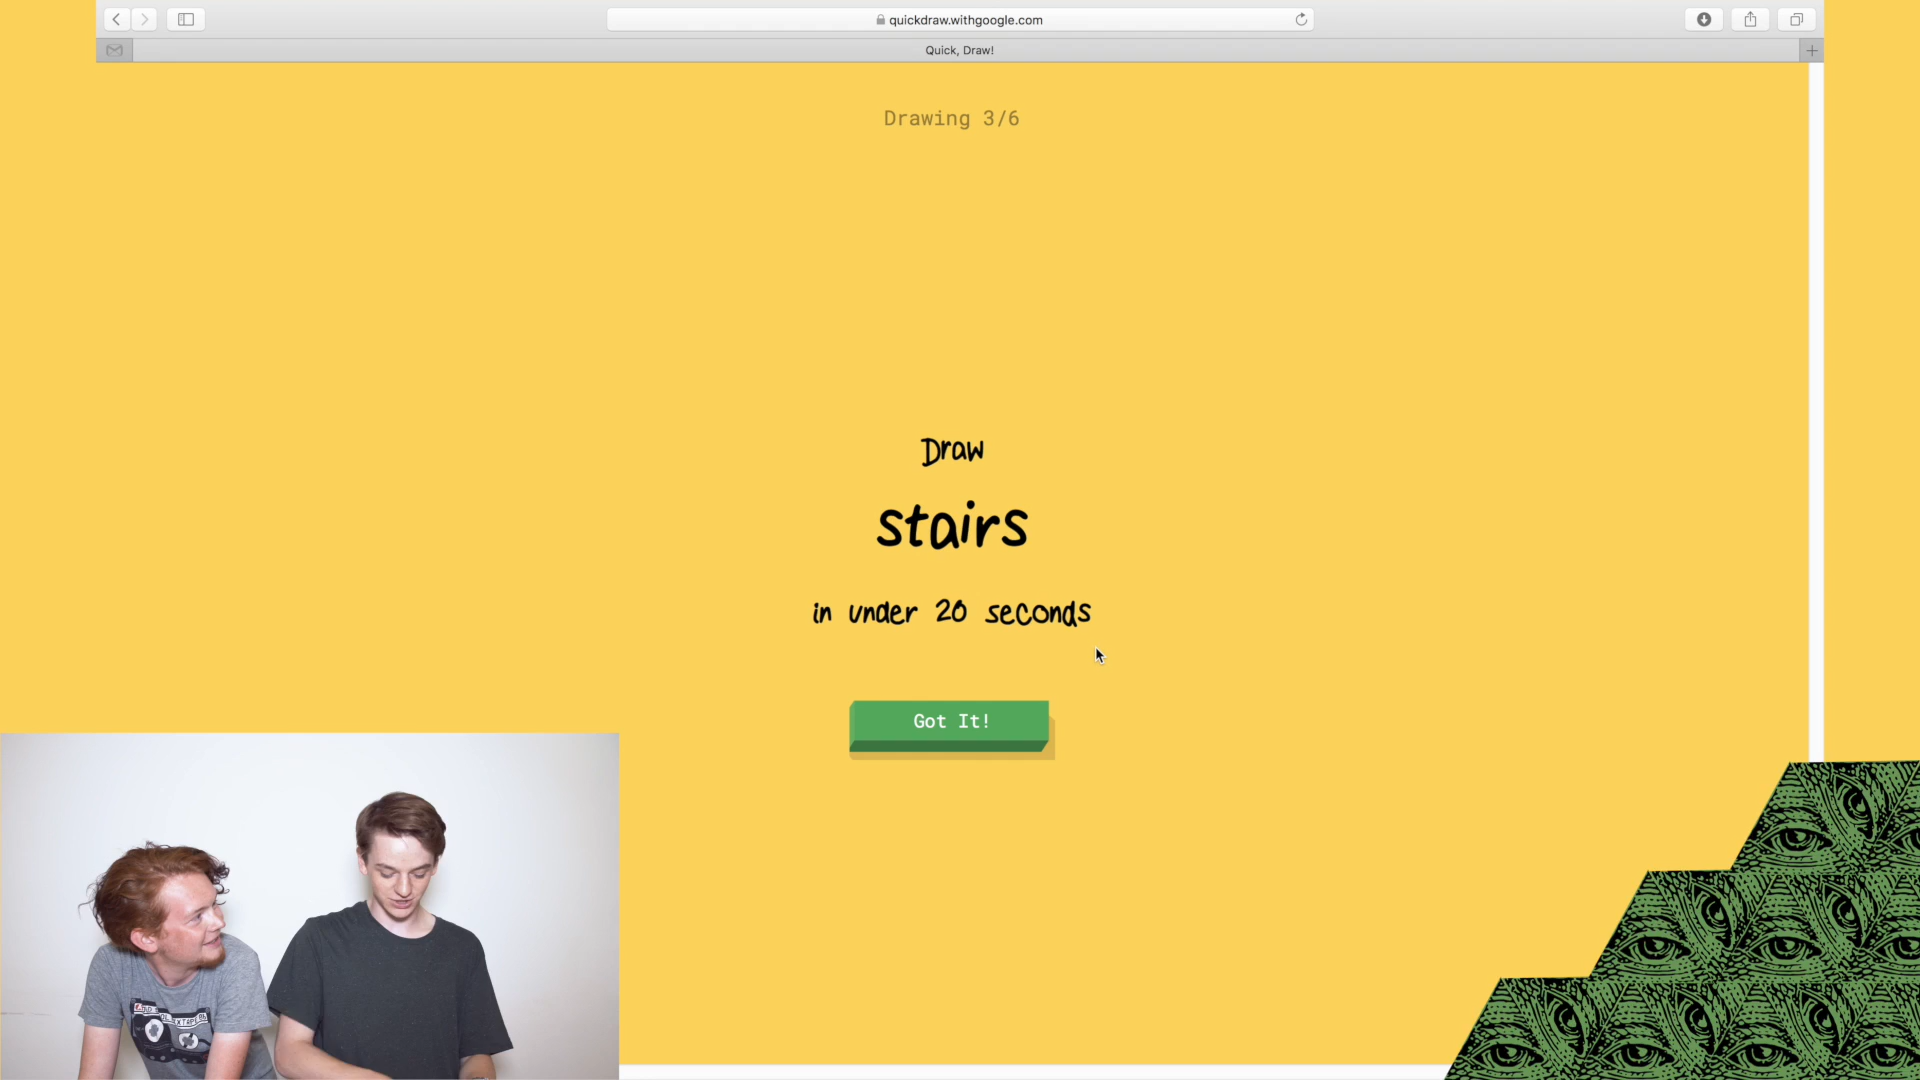 quickdraw.withgoogle.com
Quick, Draw!
Drawing 3/6
Draw
stairs
in under 20 seconds
Got It!